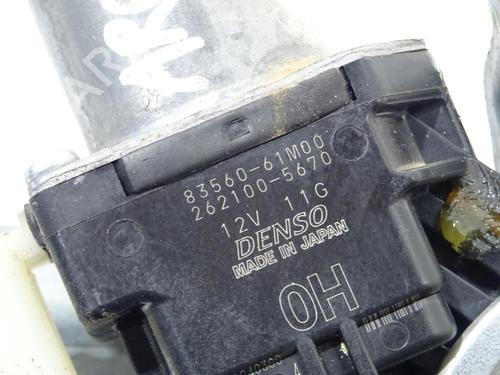 83560-61M00
262100-5670
12V 11G
DENSO
MADE IN JAPAN
OH